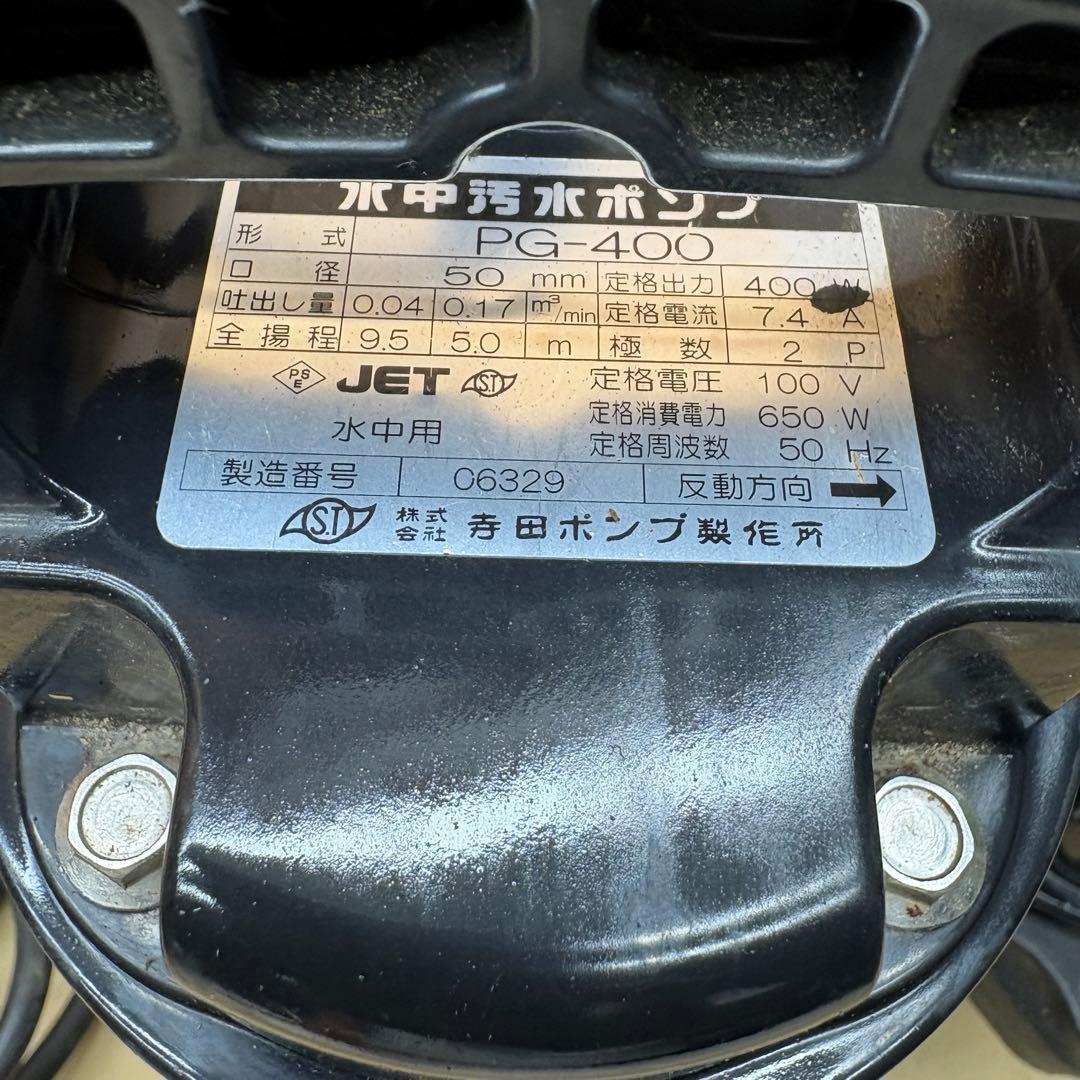 水中汚水ポンプ
形式 PG-400
口径 50 mm 定格出力 400 W
吐出し量 0.04 0.17 m³/min 定格電流 7.4 A
全揚程 9.5 5.0 m 極数 2 P
PSE JET ST 定格電圧 100 V
水中用 定格消費電力 650 W
定格周波数 50 Hz
製造番号 C6329 反動方向
S.T 株式会社 寺田ポンプ製作所